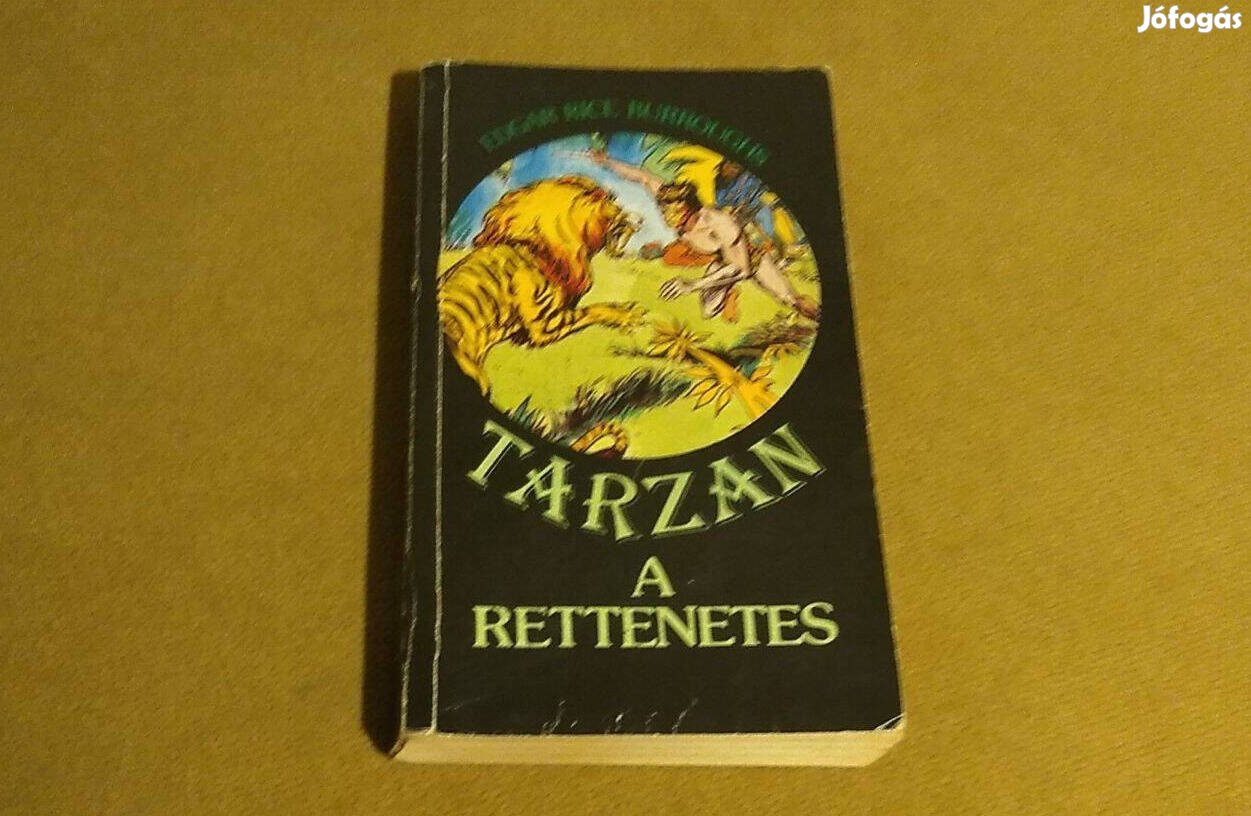 Jófogás
EDGAR RICE BURROUGHS
TARZAN
A
RETTENETES